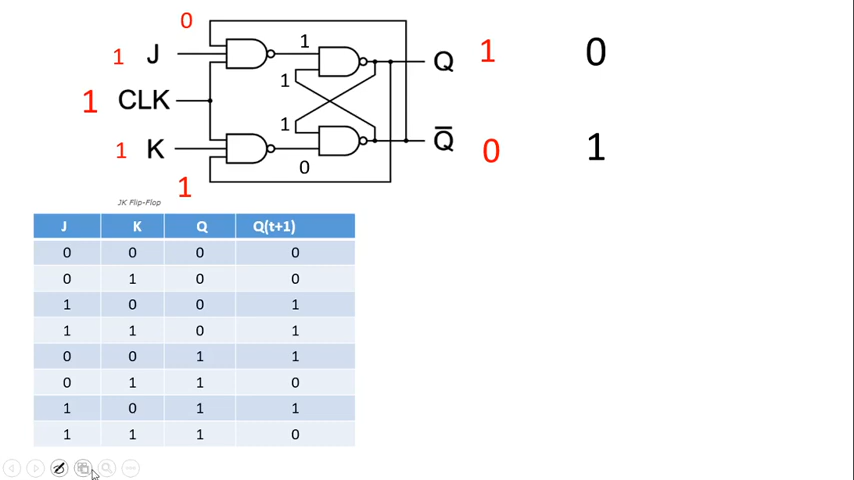 0
1 J
1
Q 1 0
1
1 CLK
1
1 K
Q̅ 0 1
0
1
JK Flip-Flop
J K Q Q(t+1)
0 0 0 0
0 1 0 0
1 0 0 1
1 1 0 1
0 0 1 1
0 1 1 0
1 0 1 1
1 1 1 0